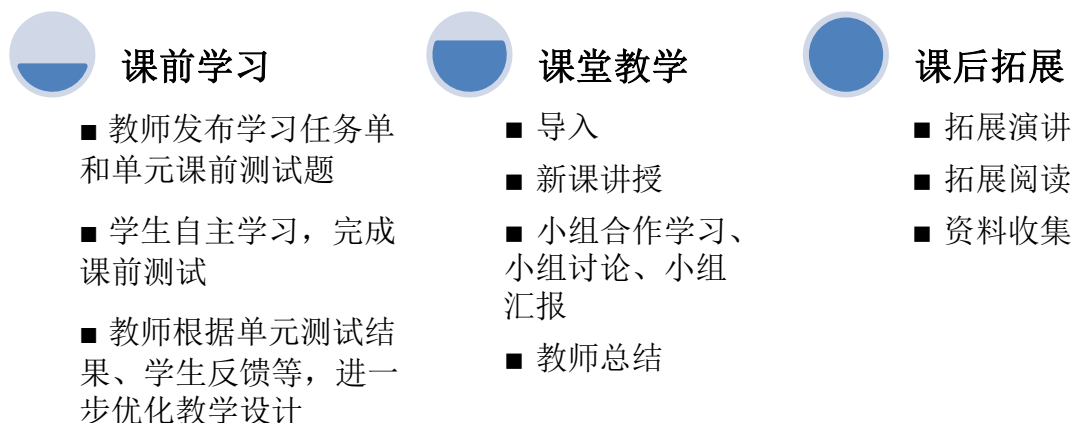 课前学习
■ 教师发布学习任务单
和单元课前测试题
■ 学生自主学习，完成
课前测试
■ 教师根据单元测试结
果、学生反馈等，进一
步优化教学设计
课堂教学
■ 导入
■ 新课讲授
■ 小组合作学习、
小组讨论、小组
汇报
■ 教师总结
课后拓展
■ 拓展演讲
■ 拓展阅读
■ 资料收集